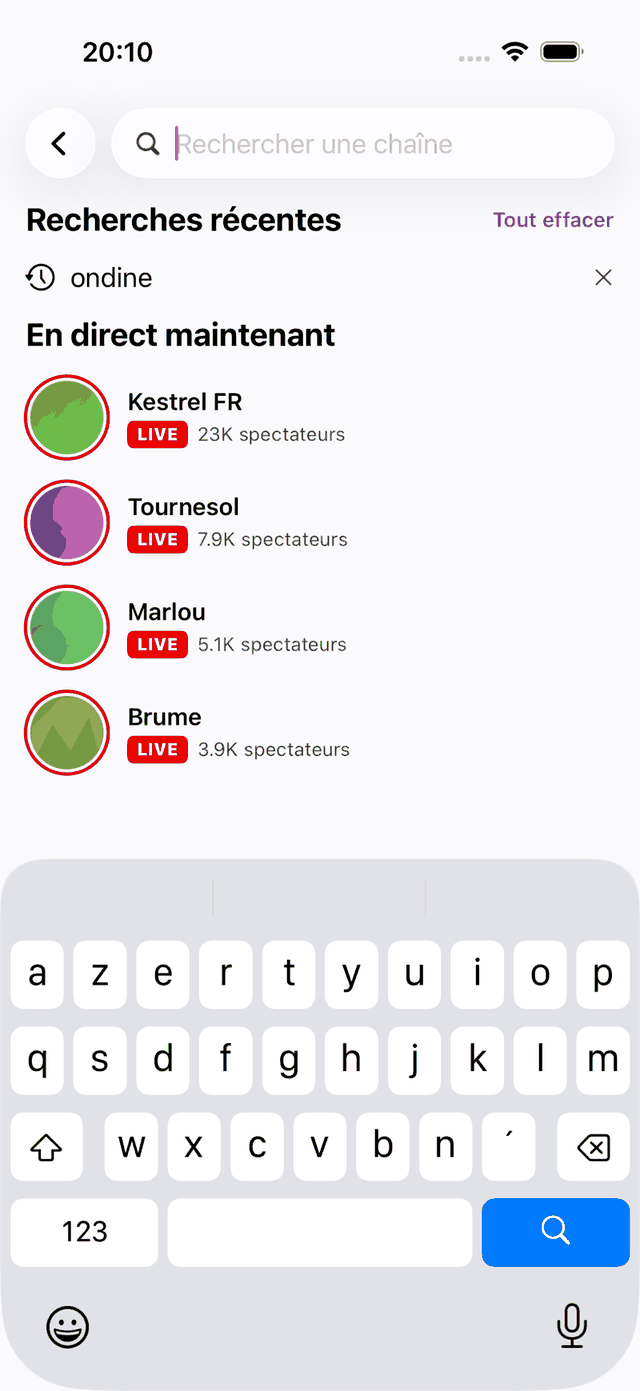 20:10
Rechercher une chaîne
Recherches récentes
Tout effacer
ondine
En direct maintenant
Kestrel FR
LIVE 23K spectateurs
Tournesol
LIVE 7.9K spectateurs
Marlou
LIVE 5.1K spectateurs
Brume
LIVE 3.9K spectateurs
a z e r t y u i o p
q s d f g h j k l m
w x c v b n ´
123